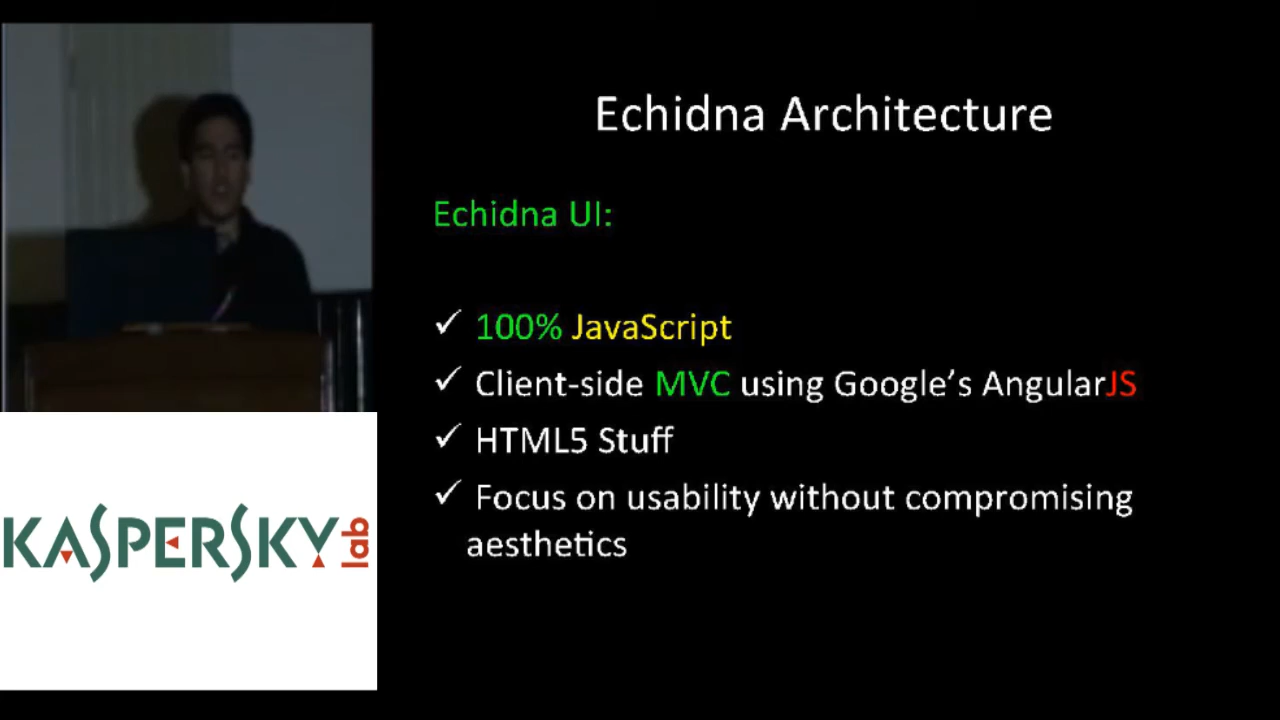 Echidna Architecture
Echidna UI:
✓ 100% JavaScript
✓ Client-side MVC using Google's AngularJS
✓ HTML5 Stuff
✓ Focus on usability without compromising
aesthetics
KASPERSKY lab